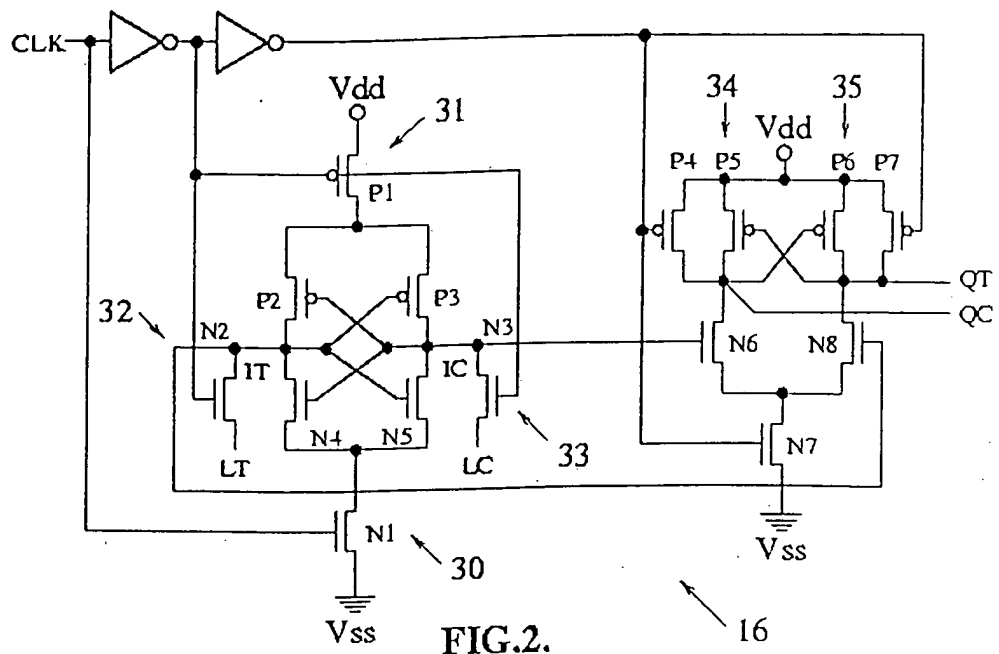 CLK
Vdd
31
34
35
Vdd
P4 P5 P6 P7
P1
P2 P3
32
N2 N3
IT IC
QT
QC
N6 N8
N4 N5
LT LC
33
N7
N1
30
Vss
Vss
FIG.2.
16